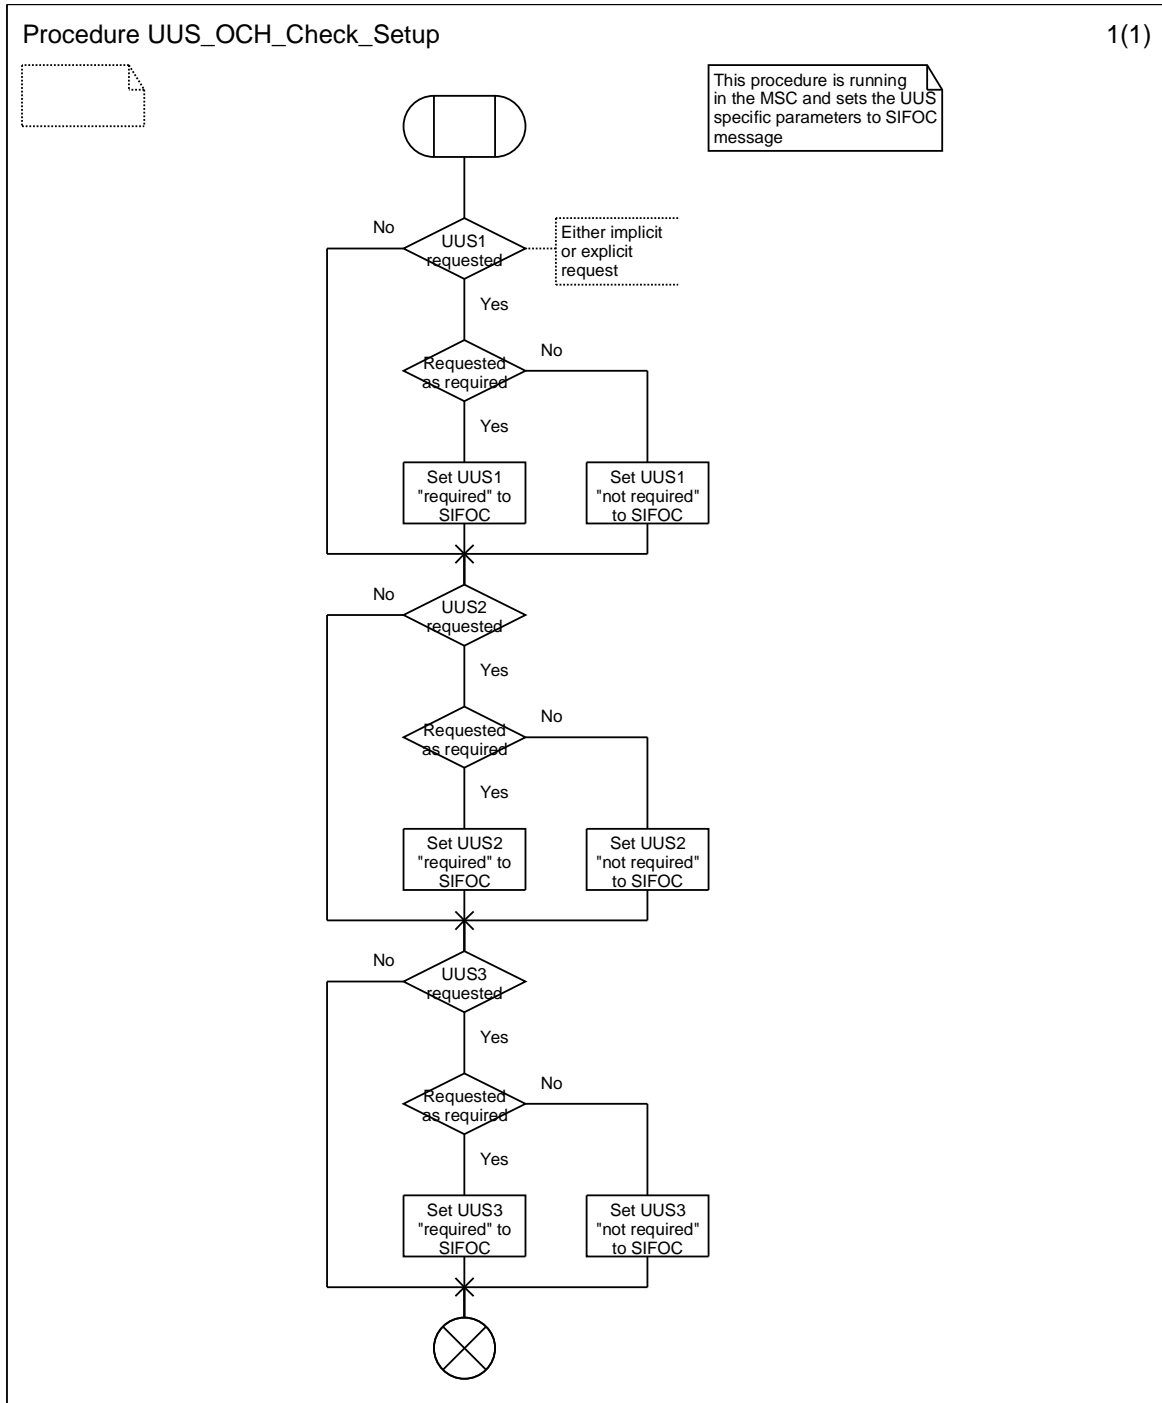 Procedure UUS_OCH_Check_Setup
1(1)
This procedure is running
in the MSC and sets the UUS
specific parameters to SIFOC
message
No
UUS1
requested
Either implicit
or explicit
request
Yes
Requested
as required
No
Yes
Set UUS1
"required" to
SIFOC
Set UUS1
"not required"
to SIFOC
No
UUS2
requested
Yes
Requested
as required
No
Yes
Set UUS2
"required" to
SIFOC
Set UUS2
"not required"
to SIFOC
No
UUS3
requested
Yes
Requested
as required
No
Yes
Set UUS3
"required" to
SIFOC
Set UUS3
"not required"
to SIFOC